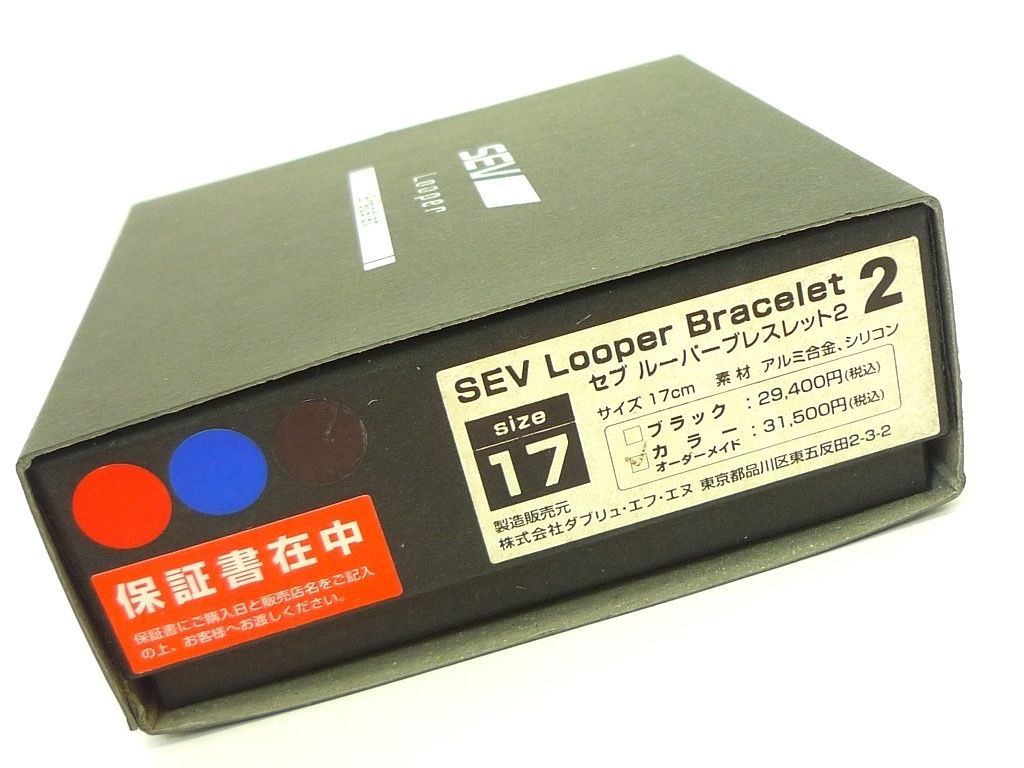 SEV
Looper
SEV Looper Bracelet 2
セブ ルーパーブレスレット2
size
17
サイズ 17cm 素材 アルミ合金、シリコン
ブラック : 29,400円(税込)
カラー : 31,500円(税込)
オーダーメイド
製造販売元
株式会社ダブリュ・エフ・エヌ 東京都品川区東五反田2-3-2
保証書在中
保証書にご購入日と販売店名をご記入
の上、お客様へお渡しください。